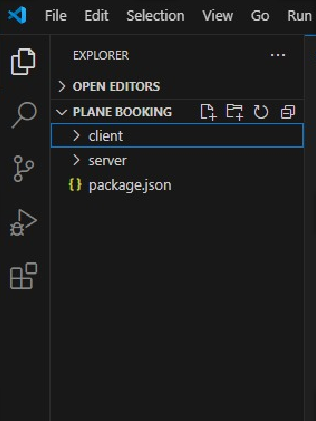 File Edit Selection View Go Run
EXPLORER
OPEN EDITORS
PLANE BOOKING
client
server
{} package.json